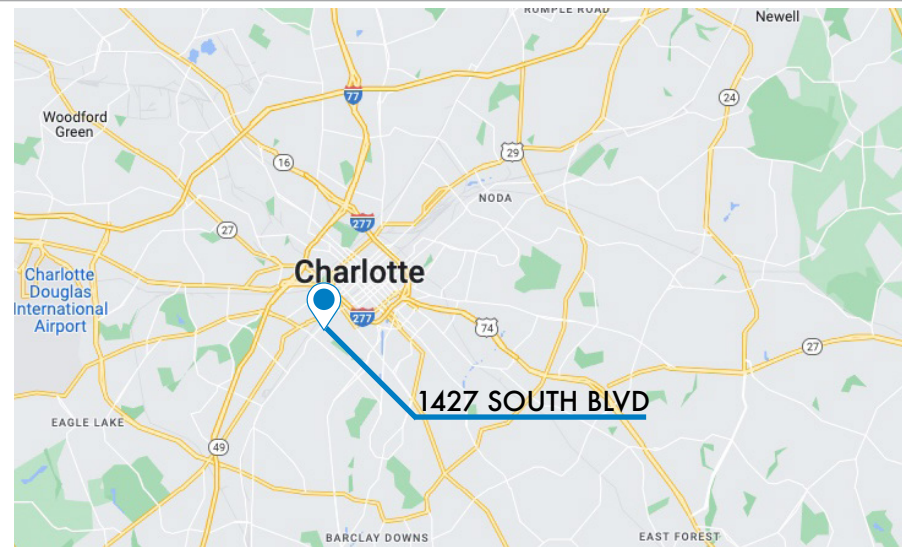 RUMPLE ROAD
Newell
77
24
Woodford
Green
16
29
NODA
277
27
Charlotte
Charlotte
Douglas
International
Airport
277
74
27
1427 SOUTH BLVD
EAGLE LAKE
49
BARCLAY DOWNS
EAST FOREST